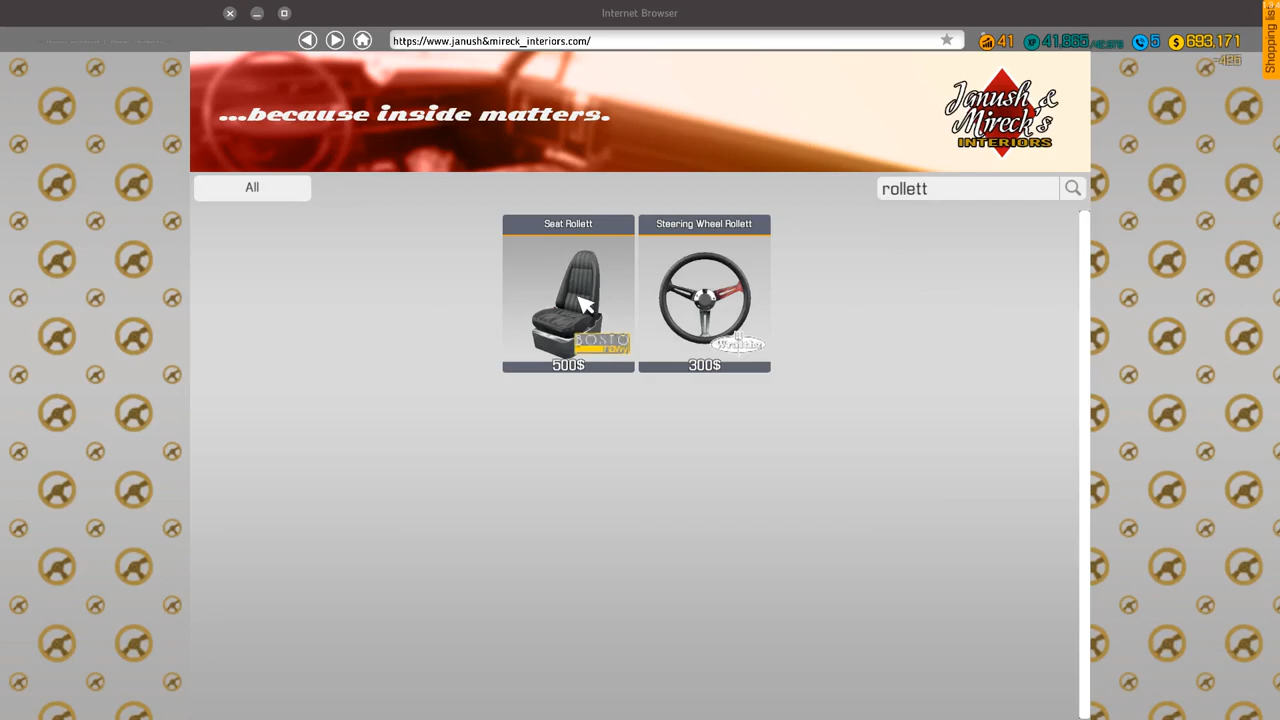 Internet Browser
Shopping list
https://www.janush&mireck_interiors.com/
41
41,865
5
693,171
-426
...because inside matters.
Janush &
Mireck's
INTERIORS
All
rollett
Seat Rollett
Steering Wheel Rollett
500$
300$